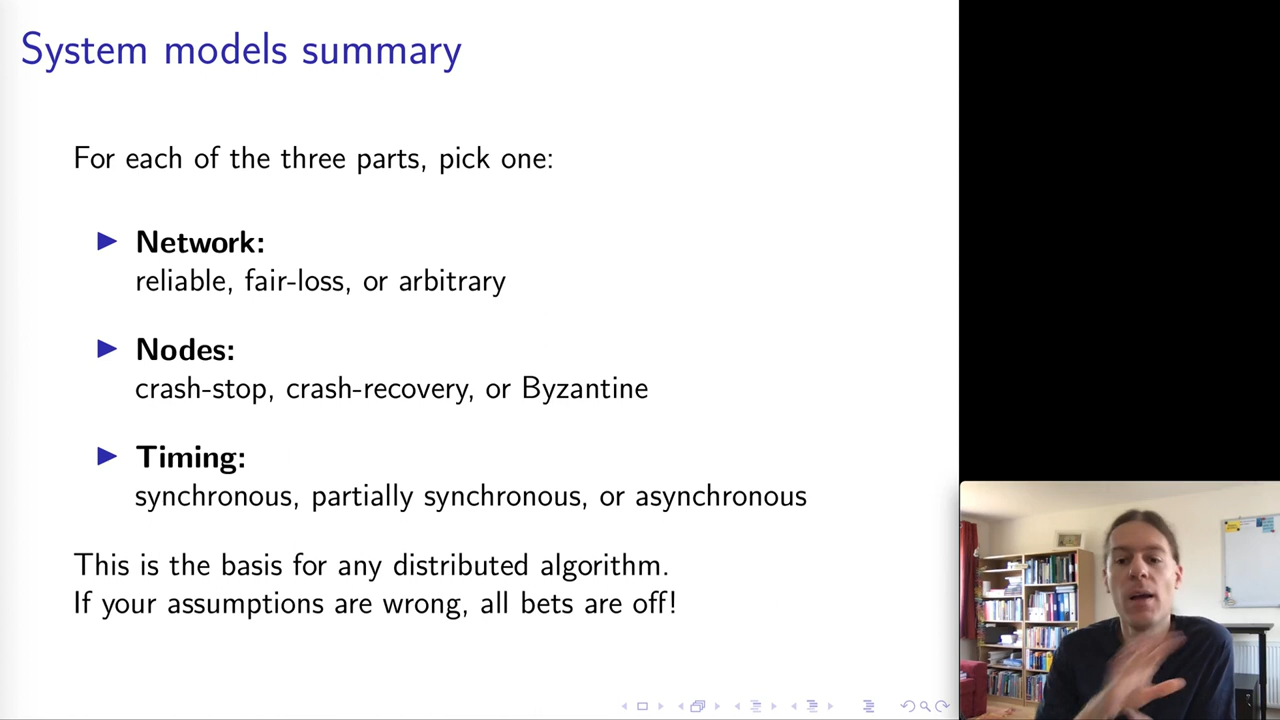 System models summary
For each of the three parts, pick one:
Network:
reliable, fair-loss, or arbitrary
Nodes:
crash-stop, crash-recovery, or Byzantine
Timing:
synchronous, partially synchronous, or asynchronous
This is the basis for any distributed algorithm.
If your assumptions are wrong, all bets are off!